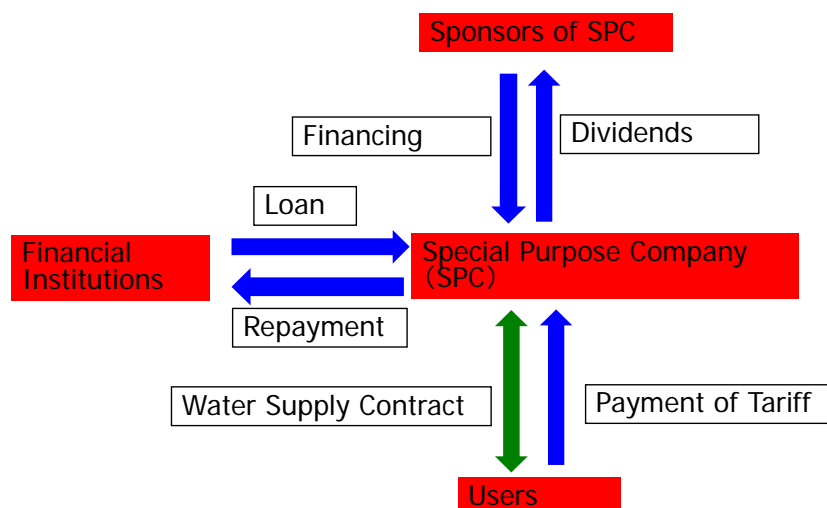 Sponsors of SPC
Financing
Dividends
Loan
Financial
Institutions
Special Purpose Company
（SPC）
Repayment
Water Supply Contract
Payment of Tariff
Users